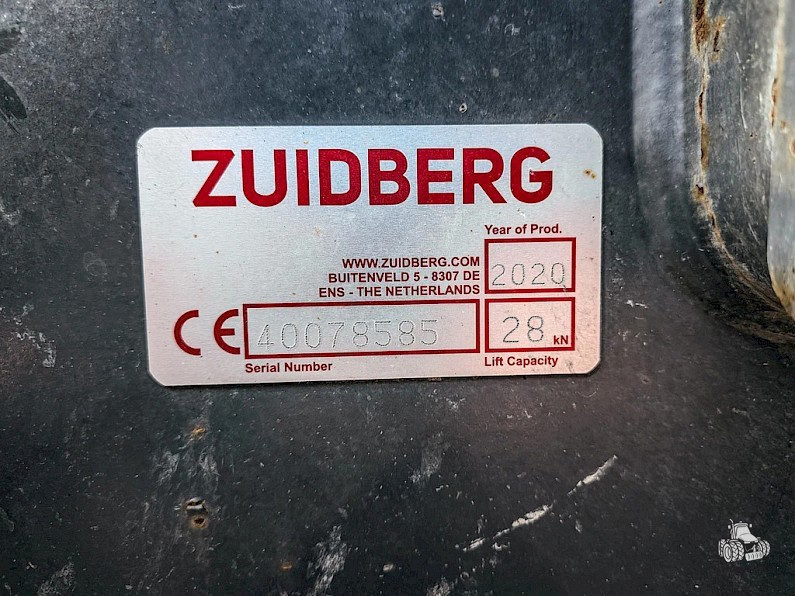 ZUIDBERG
Year of Prod.
WWW.ZUIDBERG.COM
BUITENVELD 5 - 8307 DE
ENS - THE NETHERLANDS
2020
CE
40078585
28 kN
Serial Number
Lift Capacity